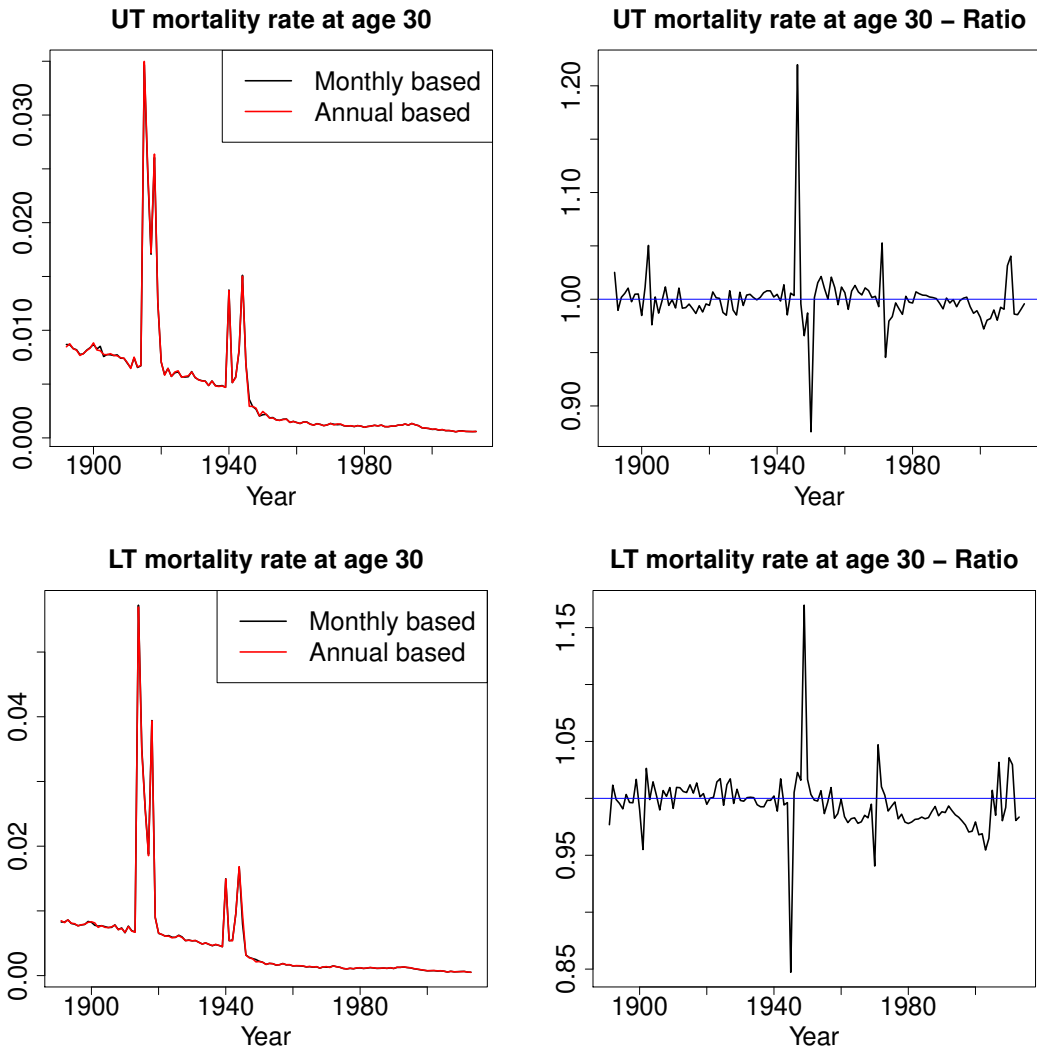 UT mortality rate at age 30
Monthly based
Annual based
0.030
0.020
0.010
0.000
1900 1940 1980
Year
UT mortality rate at age 30 − Ratio
1.20
1.10
1.00
0.90
1900 1940 1980
Year
LT mortality rate at age 30
Monthly based
Annual based
0.04
0.02
0.00
1900 1940 1980
Year
LT mortality rate at age 30 − Ratio
1.15
1.05
0.95
0.85
1900 1940 1980
Year